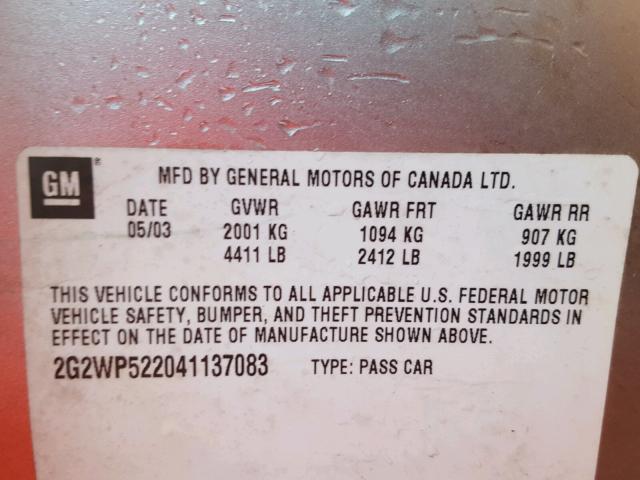 GM® MFD BY GENERAL MOTORS OF CANADA LTD.
DATE GVWR GAWR FRT GAWR RR
05/03 2001 KG 1094 KG 907 KG
4411 LB 2412 LB 1999 LB
THIS VEHICLE CONFORMS TO ALL APPLICABLE U.S. FEDERAL MOTOR
VEHICLE SAFETY, BUMPER, AND THEFT PREVENTION STANDARDS IN
EFFECT ON THE DATE OF MANUFACTURE SHOWN ABOVE.
2G2WP522041137083 TYPE: PASS CAR